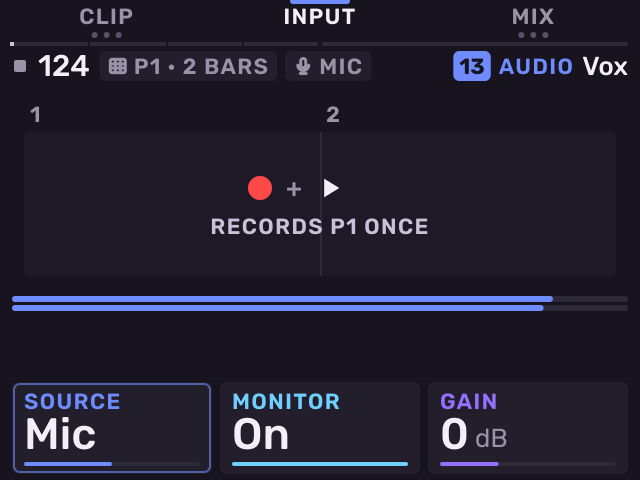 CLIP INPUT MIX
124 P1 • 2 BARS MIC 13 AUDIO Vox
1 2
+
RECORDS P1 ONCE
SOURCE MONITOR GAIN
Mic On 0 dB